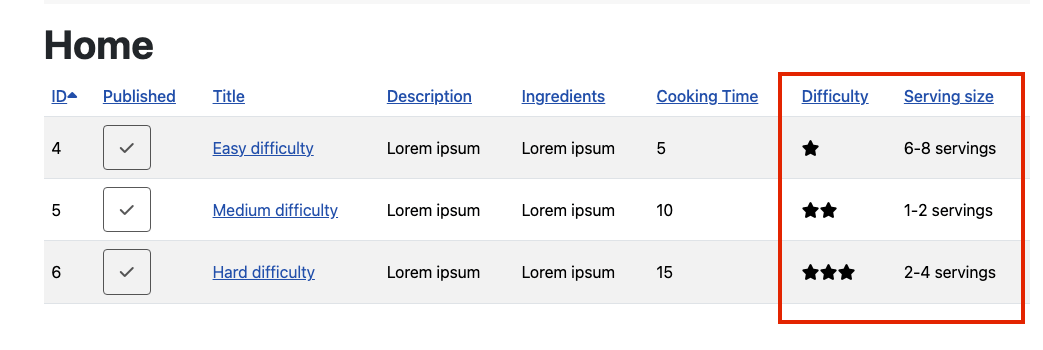 Home
ID Published Title Description Ingredients Cooking Time Difficulty Serving size
4 Easy difficulty Lorem ipsum Lorem ipsum 5 6-8 servings
5 Medium difficulty Lorem ipsum Lorem ipsum 10 1-2 servings
6 Hard difficulty Lorem ipsum Lorem ipsum 15 2-4 servings